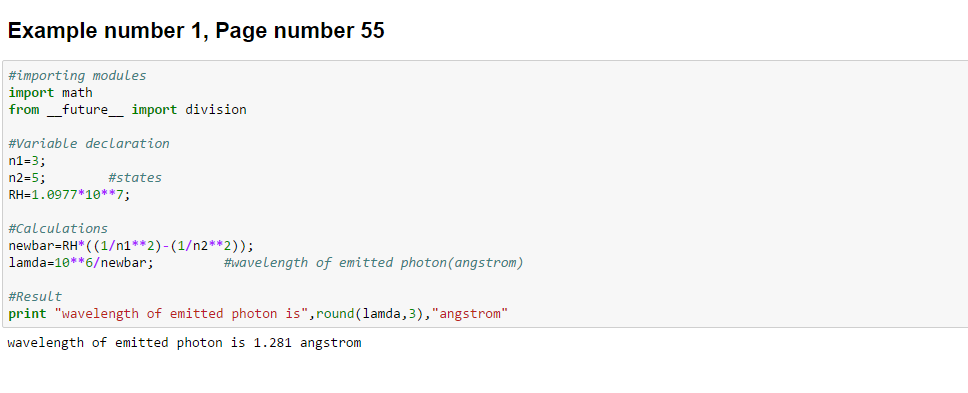 Example number 1, Page number 55
#importing modules
import math
from __future__ import division
#Variable declaration
n1=3;
n2=5;        #states
RH=1.0977*10**7;
#Calculations
newbar=RH*((1/n1**2)-(1/n2**2));
lamda=10**6/newbar;         #wavelength of emitted photon(angstrom)
#Result
print "wavelength of emitted photon is",round(lamda,3),"angstrom"
wavelength of emitted photon is 1.281 angstrom